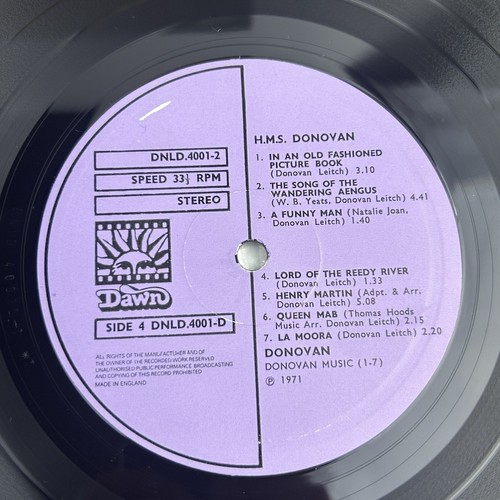 DNLD.4001-2
SPEED 33⅓ RPM
STEREO
Dawn
SIDE 4 DNLD.4001-D
ALL RIGHTS OF THE MANUFACTURER AND OF
THE OWNER OF THE RECORDED WORK RESERVED
UNAUTHORISED PUBLIC PERFORMANCE BROADCASTING
AND COPYING OF THIS RECORD PROHIBITED
MADE IN ENGLAND
H.M.S. DONOVAN
1. IN AN OLD FASHIONED
PICTURE BOOK
(Donovan Leitch) 3.10
2. THE SONG OF THE
WANDERING AENGUS
(W. B. Yeats, Donovan Leitch) 4.41
3. A FUNNY MAN (Natalie Joan,
Donovan Leitch) 1.40
4. LORD OF THE REEDY RIVER
(Donovan Leitch) 1.33
5. HENRY MARTIN (Adpt. & Arr.
Donovan Leitch) 5.08
6. QUEEN MAB (Thomas Hoods
Music Arr. Donovan Leitch) 2.15
7. LA MOORA (Donovan Leitch) 2.20
DONOVAN
DONOVAN MUSIC (1-7)
℗ 1971